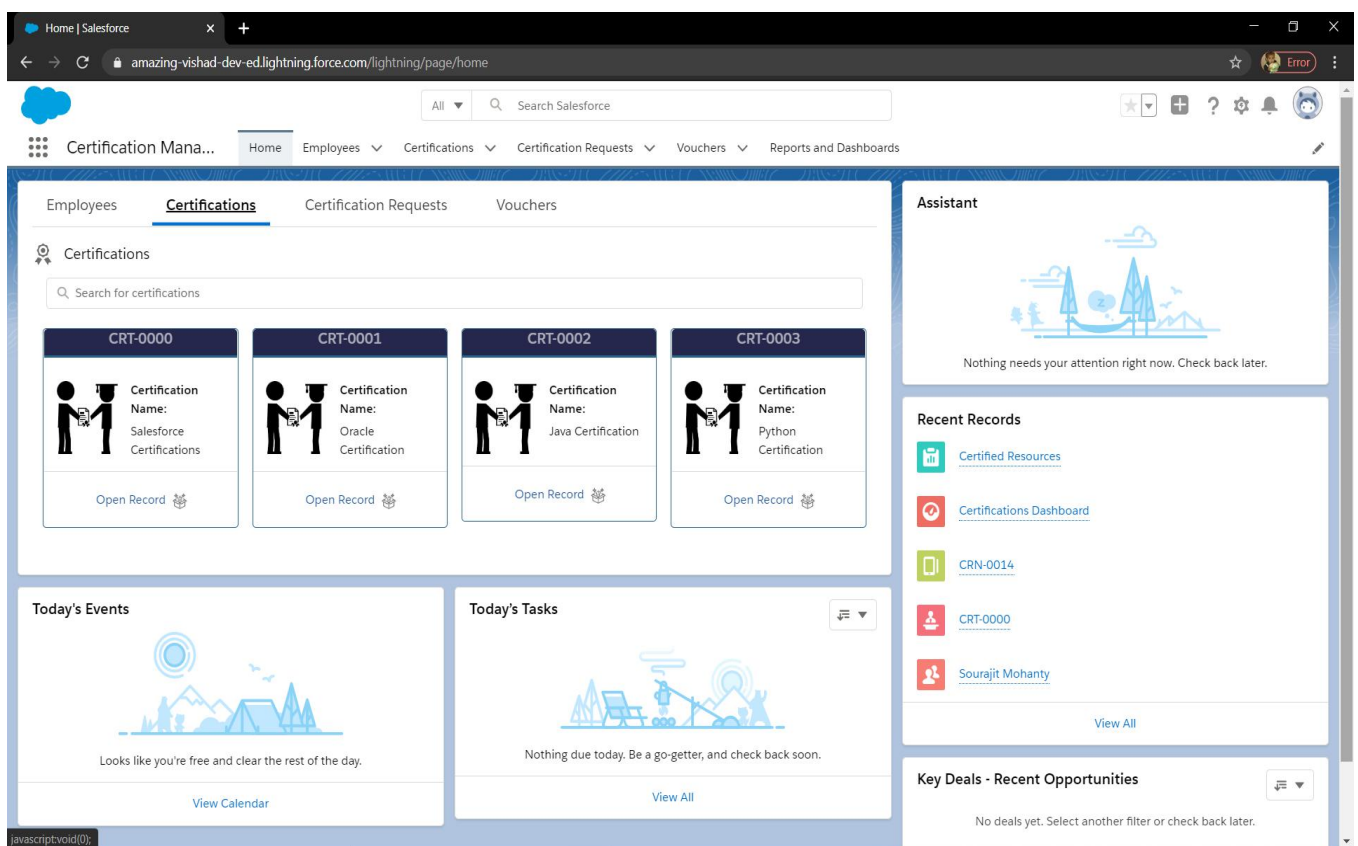 Home | Salesforce
amazing-vishad-dev-ed.lightning.force.com/lightning/page/home
Error
All
Search Salesforce
Certification Mana...
Home
Employees
Certifications
Certification Requests
Vouchers
Reports and Dashboards
Employees
Certifications
Certification Requests
Vouchers
Certifications
Search for certifications
CRT-0000
Certification
Name:
Salesforce
Certifications
Open Record
CRT-0001
Certification
Name:
Oracle
Certification
Open Record
CRT-0002
Certification
Name:
Java Certification
Open Record
CRT-0003
Certification
Name:
Python
Certification
Open Record
Today's Events
Looks like you're free and clear the rest of the day.
View Calendar
Today's Tasks
Nothing due today. Be a go-getter, and check back soon.
View All
Assistant
z
Nothing needs your attention right now. Check back later.
Recent Records
Certified Resources
Certifications Dashboard
CRN-0014
CRT-0000
Sourajit Mohanty
View All
Key Deals - Recent Opportunities
No deals yet. Select another filter or check back later.
javascript:void(0);